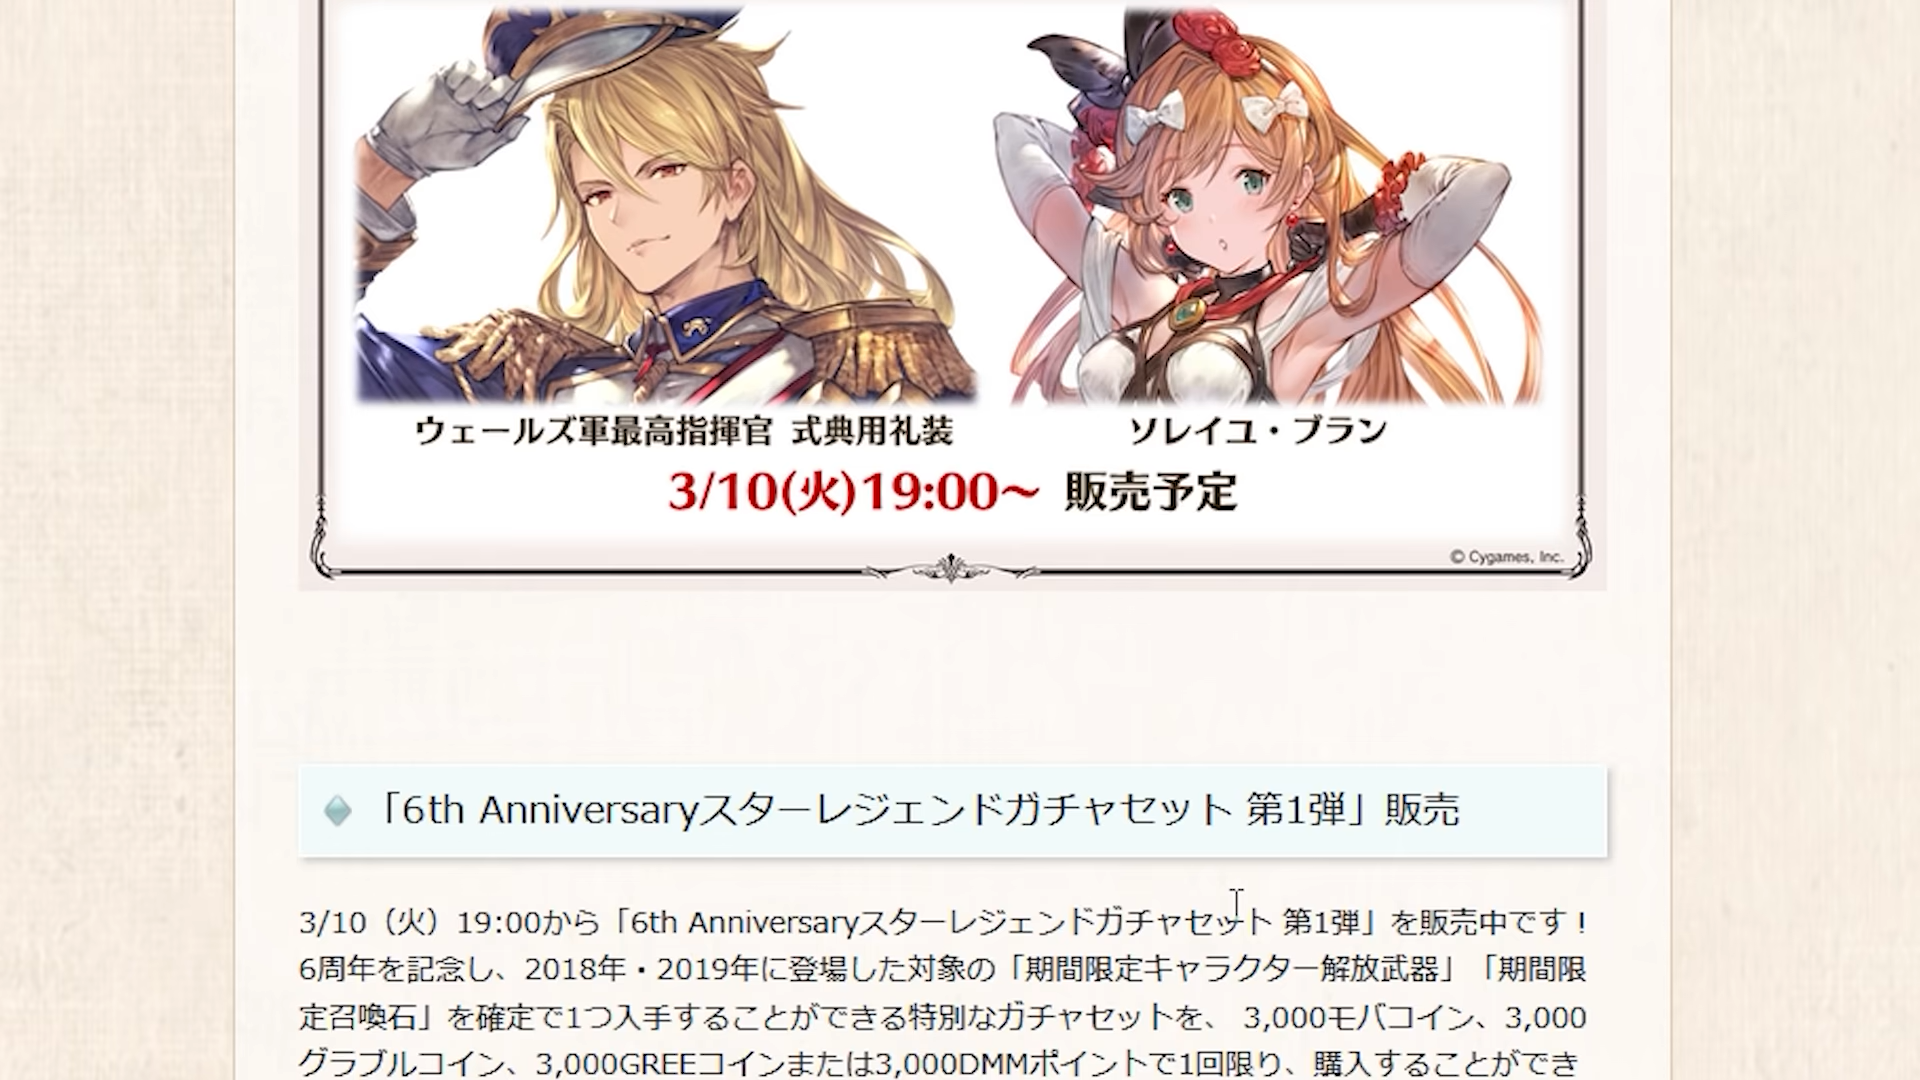 ウェールズ軍最高指揮官 式典用礼装
ソレイユ・ブラン
3/10(火)19:00～ 販売予定
© Cygames, Inc.
「6th Anniversaryスターレジェンドガチャセット 第1弾」販売
3/10（火）19:00から「6th Anniversaryスターレジェンドガチャセット 第1弾」を販売中です！
6周年を記念し、2018年・2019年に登場した対象の「期間限定キャラクター解放武器」「期間限
定召喚石」を確定で1つ入手することができる特別なガチャセットを、 3,000モバコイン、3,000
グラブルコイン、3,000GREEコインまたは3,000DMMポイントで1回限り、購入することができ